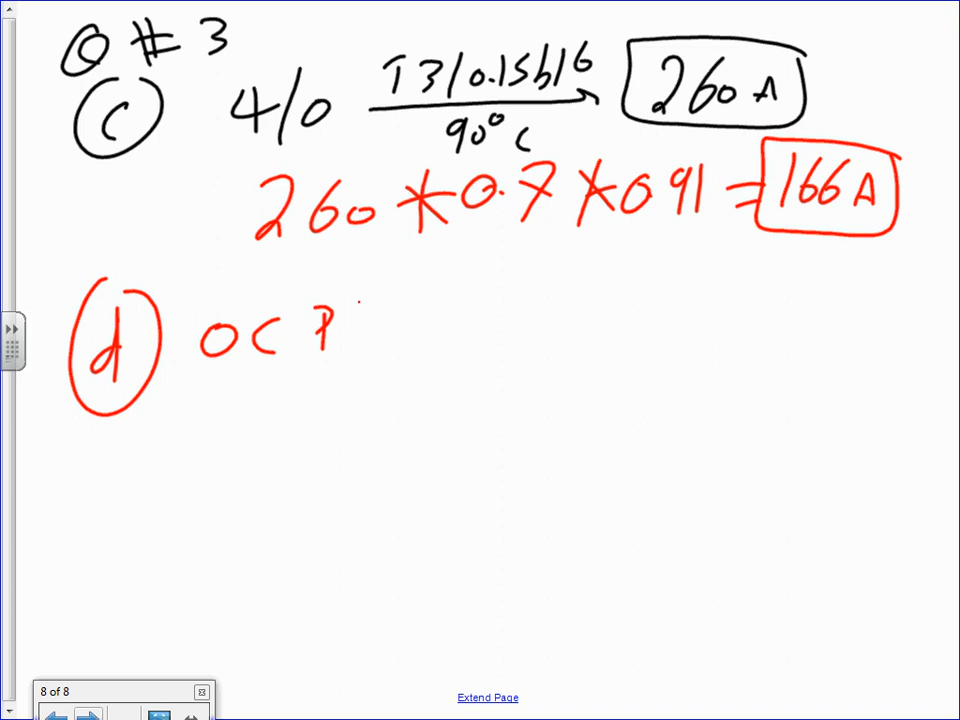 Q # 3
(c) 4/0 T310.15b16 260 A
90°C
260 * 0.7 * 0.91 = 166 A
(d) OCP
8 of 8
Extend Page